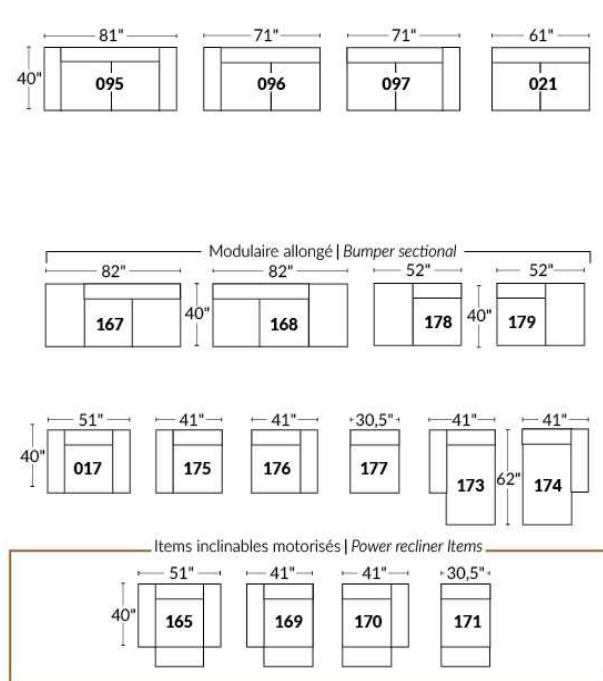 81" 71" 71" 61"
40" 095 096 097 021
Modulaire allongé | Bumper sectional
82" 82" 52" 52"
167 40" 168 178 40" 179
51" 41" 41" 30,5" 41" 41"
40" 017 175 176 177 173 62" 174
Items inclinables motorisés | Power recliner Items
51" 41" 41" 30,5"
40" 165 169 170 171